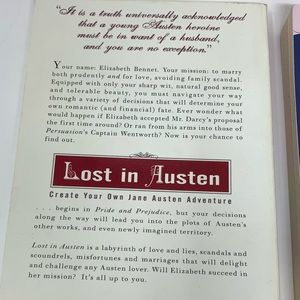 "It is a truth universally acknowledged
that a young Austen heroine
must be in want of a husband,
and you are no exception."
Your name: Elizabeth Bennet. Your mission: to marry
both prudently and for love, avoiding family scandal.
Equipped with only your sharp wit, natural good sense,
and tolerable beauty, you must navigate your way
through a variety of decisions that will determine your
own romantic (and financial) fate. Ever wonder what
would happen if Elizabeth accepted Mr. Darcy's proposal
the first time around? Or ran from his arms into those of
Persuasion's Captain Wentworth? Now is your chance to
find out.
Lost in Austen
Create Your Own Jane Austen Adventure
. . . begins in Pride and Prejudice, but your decisions
along the way will lead you into the plots of Austen's
other works, and even newly imagined territory.
Lost in Austen is a labyrinth of love and lies, scandals and
scoundrels, misfortunes and marriages that will delight
and challenge any Austen lover. Will Elizabeth succeed in
her mission? It's all up to you.